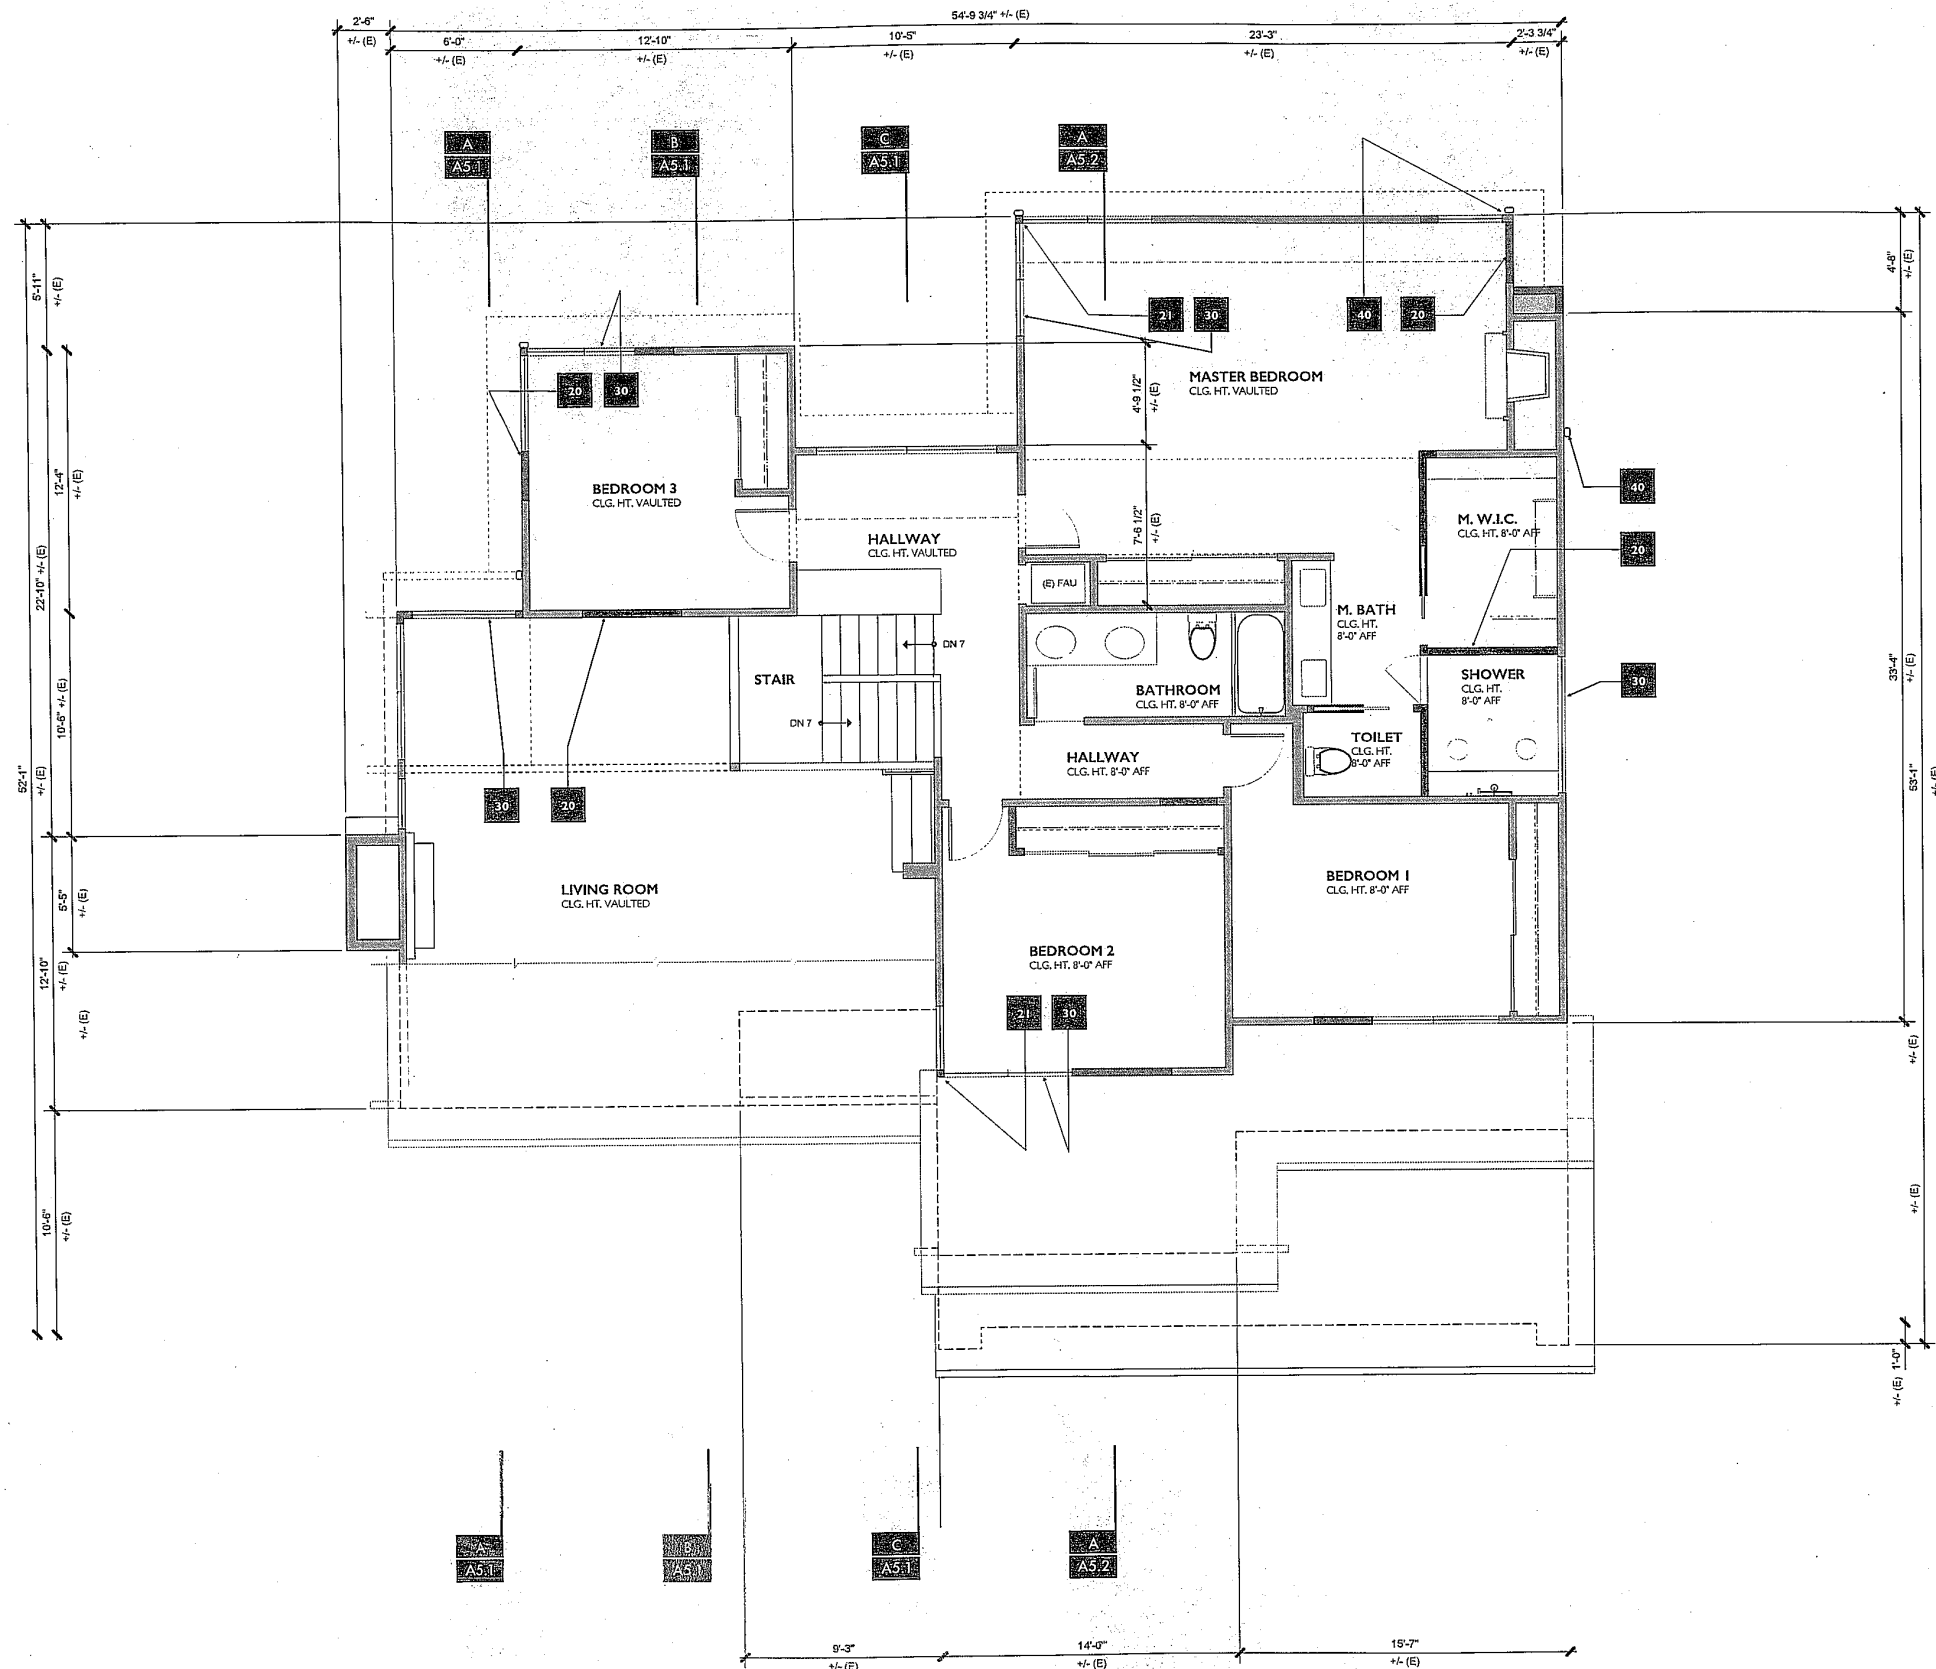 54'-9 3/4" +/- (E)
2'-6"
+/- (E)
6'-0"
+/- (E)
12'-10"
+/- (E)
10'-5"
+/- (E)
23'-3"
+/- (E)
2'-3 3/4"
+/- (E)
A
A5.1
B
A5.1
C
A5.1
A
A5.2
5'-11"
+/- (E)
4'-8"
+/- (E)
21
30
40
20
20
30
MASTER BEDROOM
CLG. HT. VAULTED
4'-9 1/2"
+/- (E)
12'-4"
+/- (E)
BEDROOM 3
CLG. HT. VAULTED
HALLWAY
CLG. HT. VAULTED
7'-6 1/2"
+/- (E)
M. W.I.C.
CLG. HT. 8'-0" AFF
40
20
22'-10" +/- (E)
(E) FAU
M. BATH
CLG. HT.
8'-0" AFF
DN 7
STAIR
DN 7
BATHROOM
CLG. HT. 8'-0" AFF
SHOWER
CLG. HT.
8'-0" AFF
30
33'-4"
+/- (E)
10'-6" +/- (E)
HALLWAY
CLG. HT. 8'-0" AFF
TOILET
CLG. HT.
8'-0" AFF
52'-1"
+/- (E)
53'-1"
+/- (E)
30
20
LIVING ROOM
CLG. HT. VAULTED
5'-5"
+/- (E)
BEDROOM 1
CLG. HT. 8'-0" AFF
BEDROOM 2
CLG. HT. 8'-0" AFF
12'-10"
+/- (E)
+/- (E)
21
30
+/- (E)
10'-6"
+/- (E)
+/- (E)
1'-0"
+/- (E)
A
A5.1
B
A5.1
C
A5.1
A
A5.2
9'-3"
+/- (E)
14'-0"
+/- (E)
15'-7"
+/- (E)